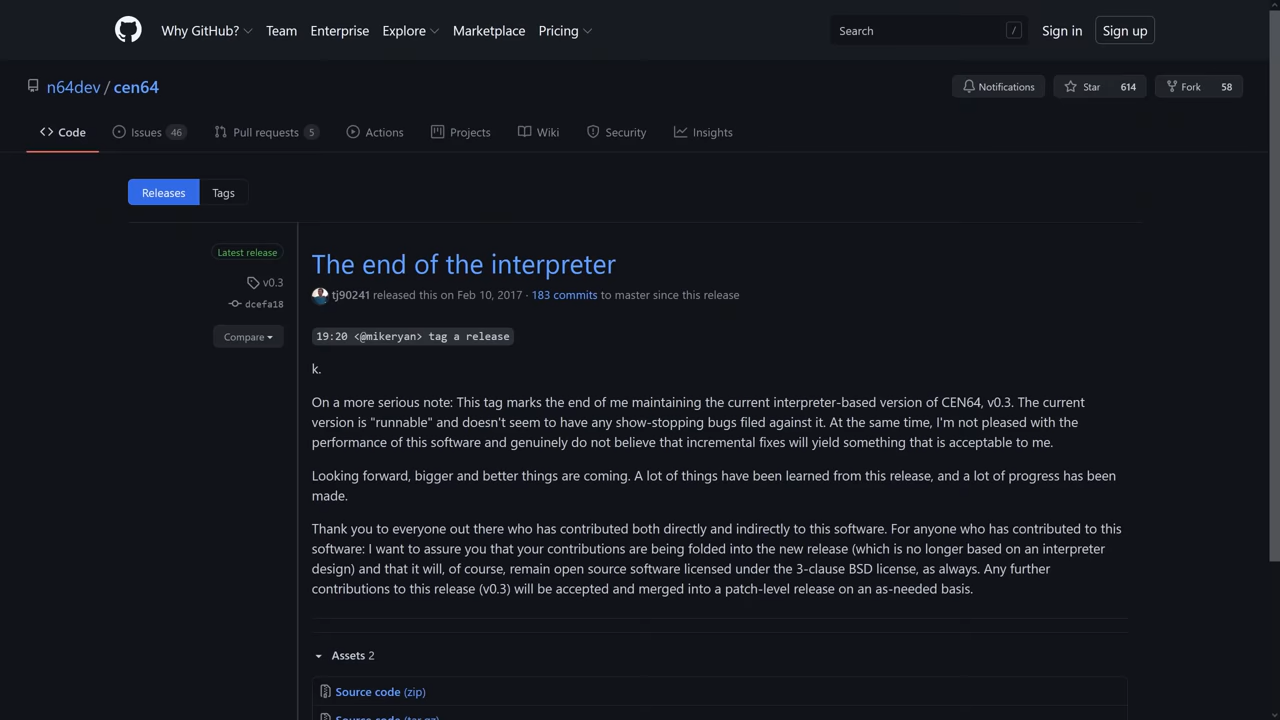 Why GitHub? Team Enterprise Explore Marketplace Pricing Search / Sign in Sign up
n64dev / cen64 Notifications Star 614 Fork 58
Code Issues 46 Pull requests 5 Actions Projects Wiki Security Insights
Releases Tags
Latest release
v0.3
dcefa18
Compare
The end of the interpreter
tj90241 released this on Feb 10, 2017 · 183 commits to master since this release
19:20 <@mikeryan> tag a release
k.
On a more serious note: This tag marks the end of me maintaining the current interpreter-based version of CEN64, v0.3. The current
version is "runnable" and doesn't seem to have any show-stopping bugs filed against it. At the same time, I'm not pleased with the
performance of this software and genuinely do not believe that incremental fixes will yield something that is acceptable to me.
Looking forward, bigger and better things are coming. A lot of things have been learned from this release, and a lot of progress has been
made.
Thank you to everyone out there who has contributed both directly and indirectly to this software. For anyone who has contributed to this
software: I want to assure you that your contributions are being folded into the new release (which is no longer based on an interpreter
design) and that it will, of course, remain open source software licensed under the 3-clause BSD license, as always. Any further
contributions to this release (v0.3) will be accepted and merged into a patch-level release on an as-needed basis.
Assets 2
Source code (zip)
Source code (tar.gz)